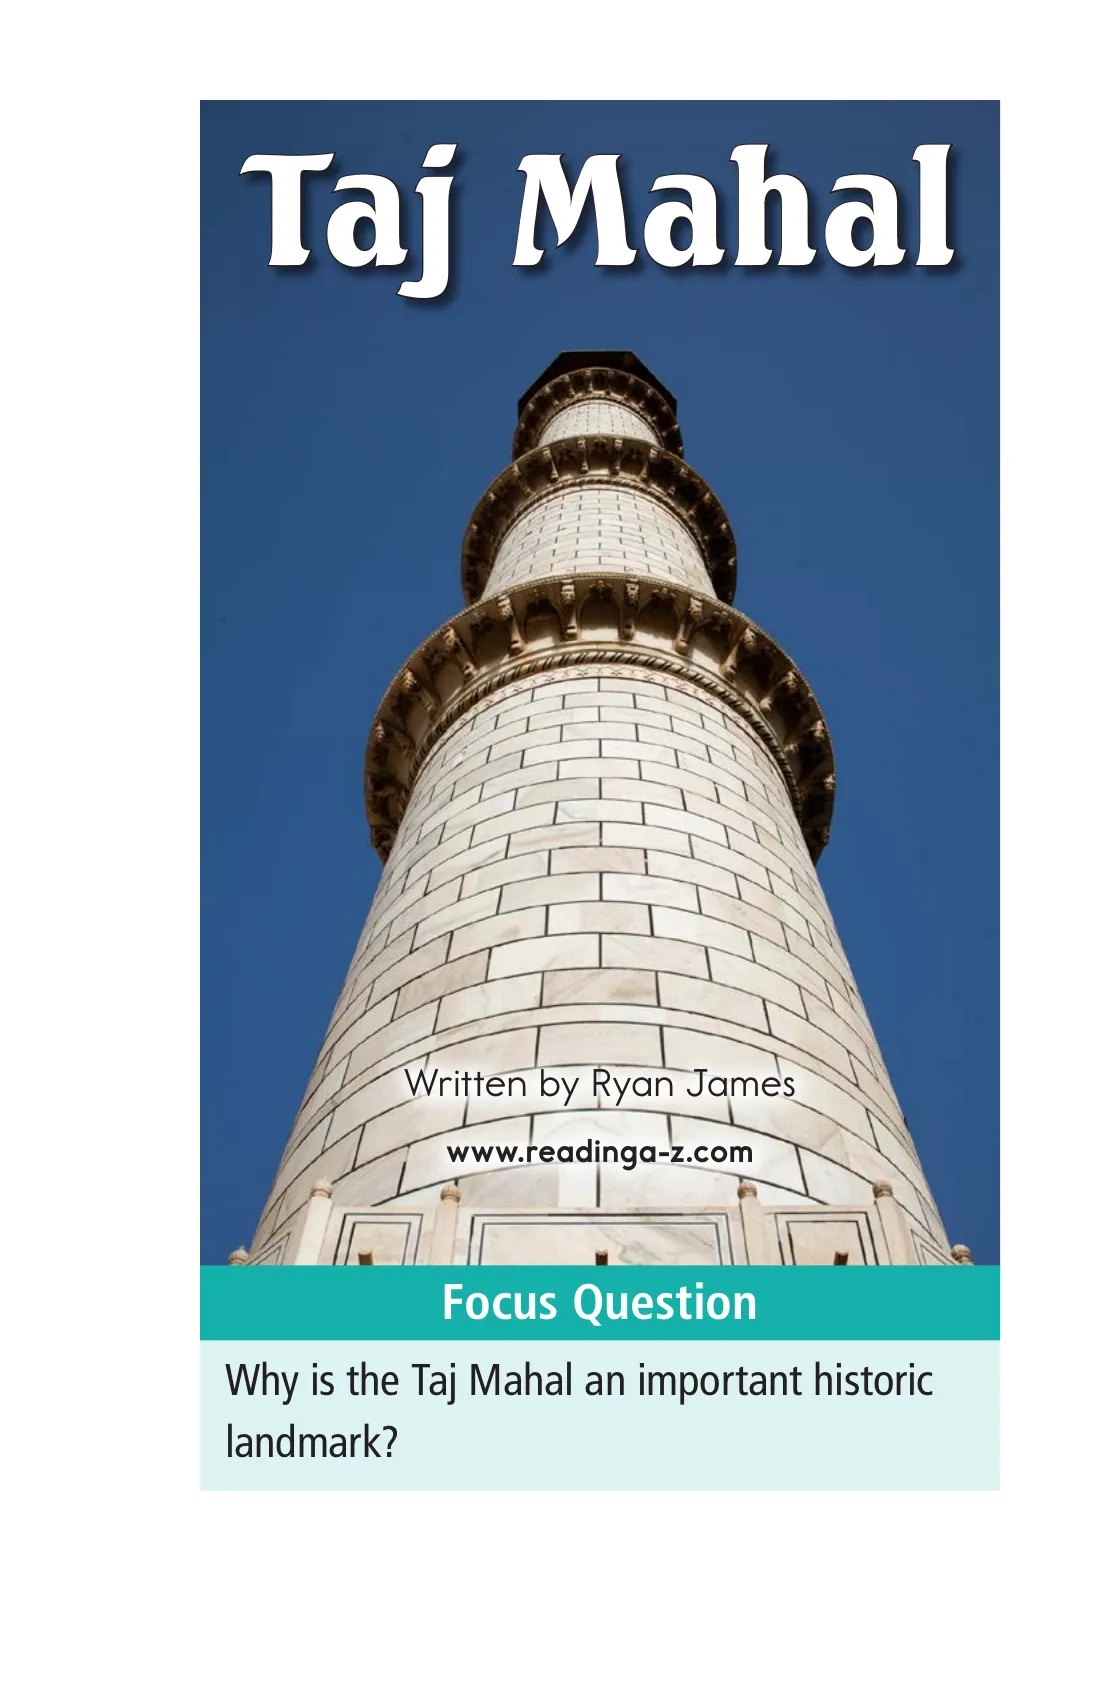 Taj Mahal
Written by Ryan James
www.readinga-z.com
Focus Question
Why is the Taj Mahal an important historic
landmark?